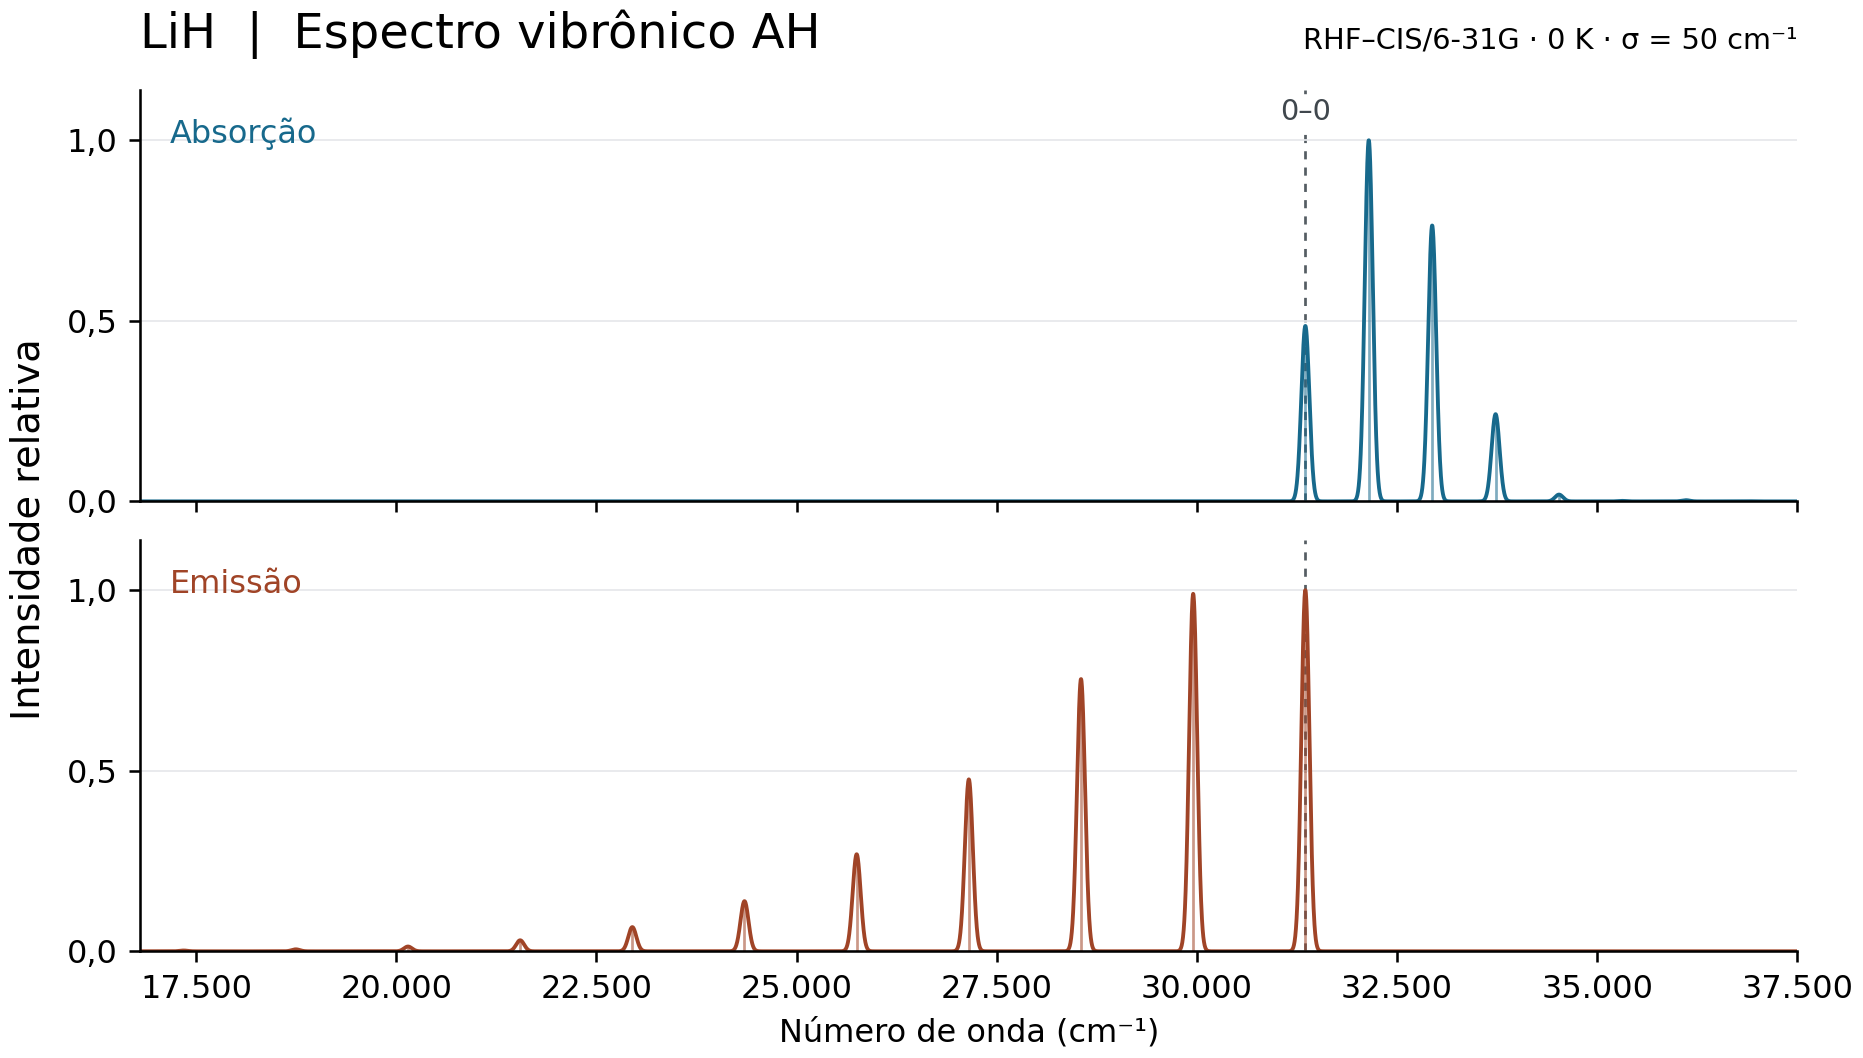 LiH | Espectro vibrônico AH
RHF–CIS/6-31G · 0 K · σ = 50 cm⁻¹
0–0
Absorção
1,0
0,5
0,0
Intensidade relativa
Emissão
1,0
0,5
0,0
17.500 20.000 22.500 25.000 27.500 30.000 32.500 35.000 37.500
Número de onda (cm⁻¹)